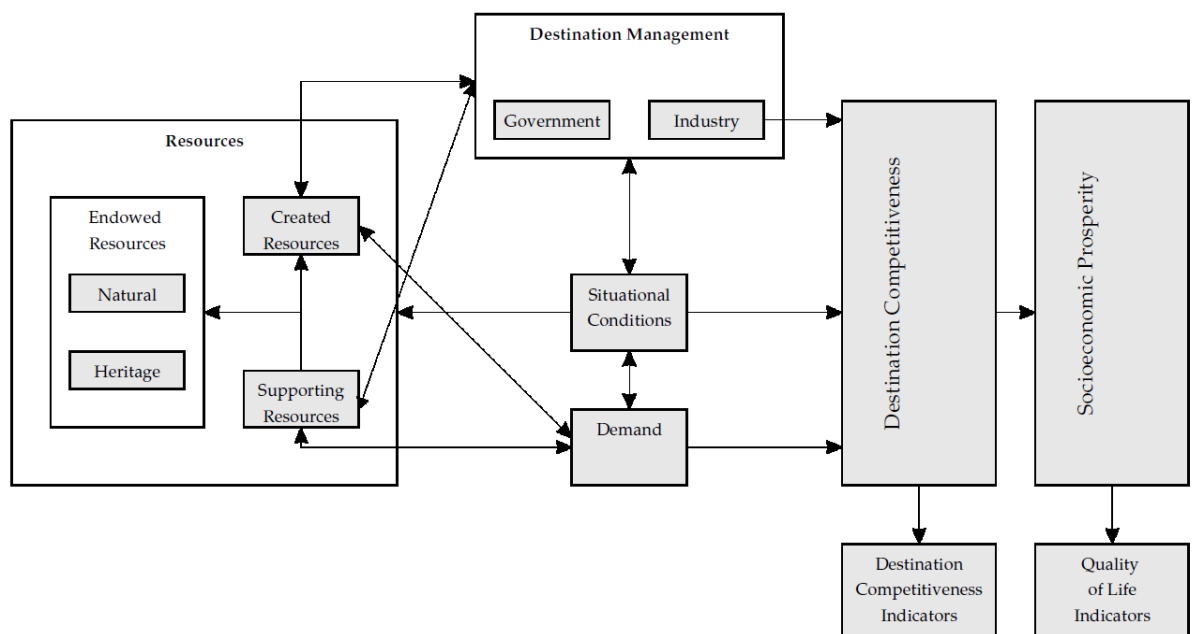 Destination Management
Government
Industry
Resources
Endowed
Resources
Natural
Heritage
Created
Resources
Supporting
Resources
Situational
Conditions
Demand
Destination Competitiveness
Socioeconomic Prosperity
Destination
Competitiveness
Indicators
Quality
of Life
Indicators